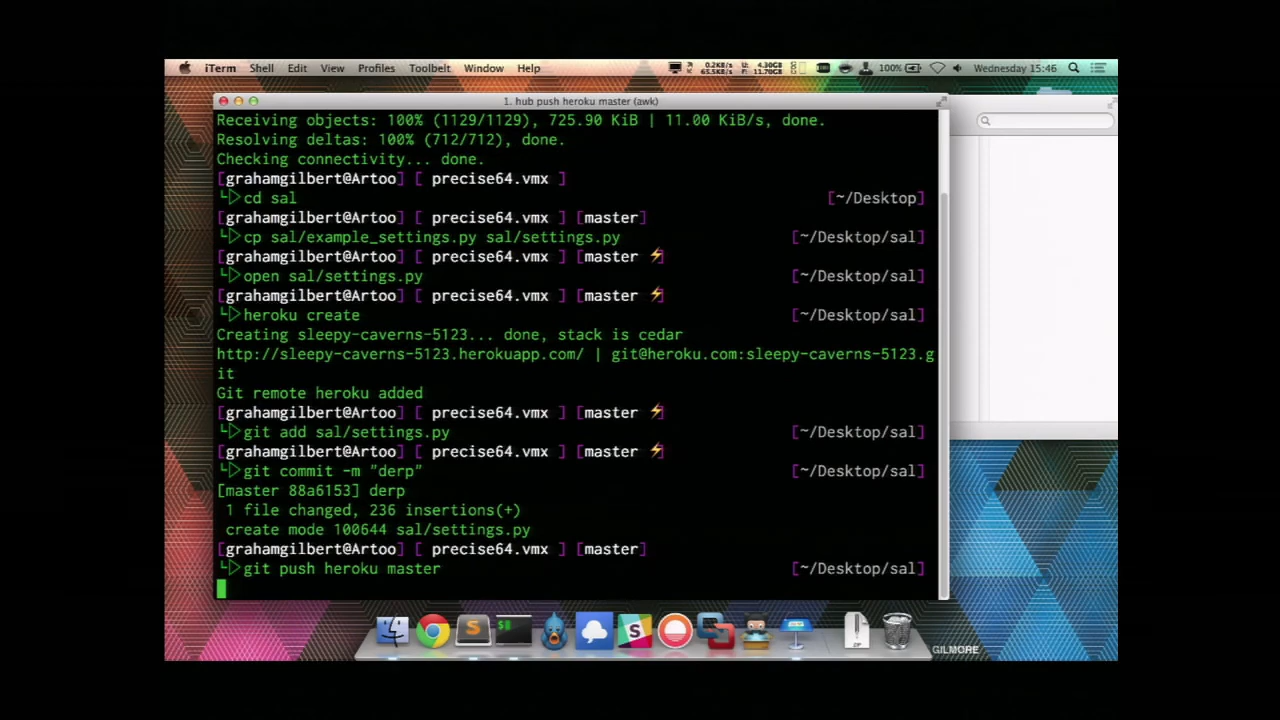 iTerm Shell Edit View Profiles Toolbelt Window Help 0.2KB/s 65.5KB/s U: 4.30GB 11.70GB 100% Wednesday 15:46
1. hub push heroku master (awk)
Receiving objects: 100% (1129/1129), 725.90 KiB | 11.00 KiB/s, done.
Resolving deltas: 100% (712/712), done.
Checking connectivity... done.
[grahamgilbert@Artoo] [ precise64.vmx ]
cd sal [~/Desktop]
[grahamgilbert@Artoo] [ precise64.vmx ] [master]
cp sal/example_settings.py sal/settings.py [~/Desktop/sal]
[grahamgilbert@Artoo] [ precise64.vmx ] [master ⚡]
open sal/settings.py [~/Desktop/sal]
[grahamgilbert@Artoo] [ precise64.vmx ] [master ⚡]
heroku create [~/Desktop/sal]
Creating sleepy-caverns-5123... done, stack is cedar
http://sleepy-caverns-5123.herokuapp.com/ | git@heroku.com:sleepy-caverns-5123.g
it
Git remote heroku added
[grahamgilbert@Artoo] [ precise64.vmx ] [master ⚡]
git add sal/settings.py [~/Desktop/sal]
[grahamgilbert@Artoo] [ precise64.vmx ] [master ⚡]
git commit -m "derp" [~/Desktop/sal]
[master 88a6153] derp
1 file changed, 236 insertions(+)
create mode 100644 sal/settings.py
[grahamgilbert@Artoo] [ precise64.vmx ] [master]
git push heroku master [~/Desktop/sal]
GILMORE